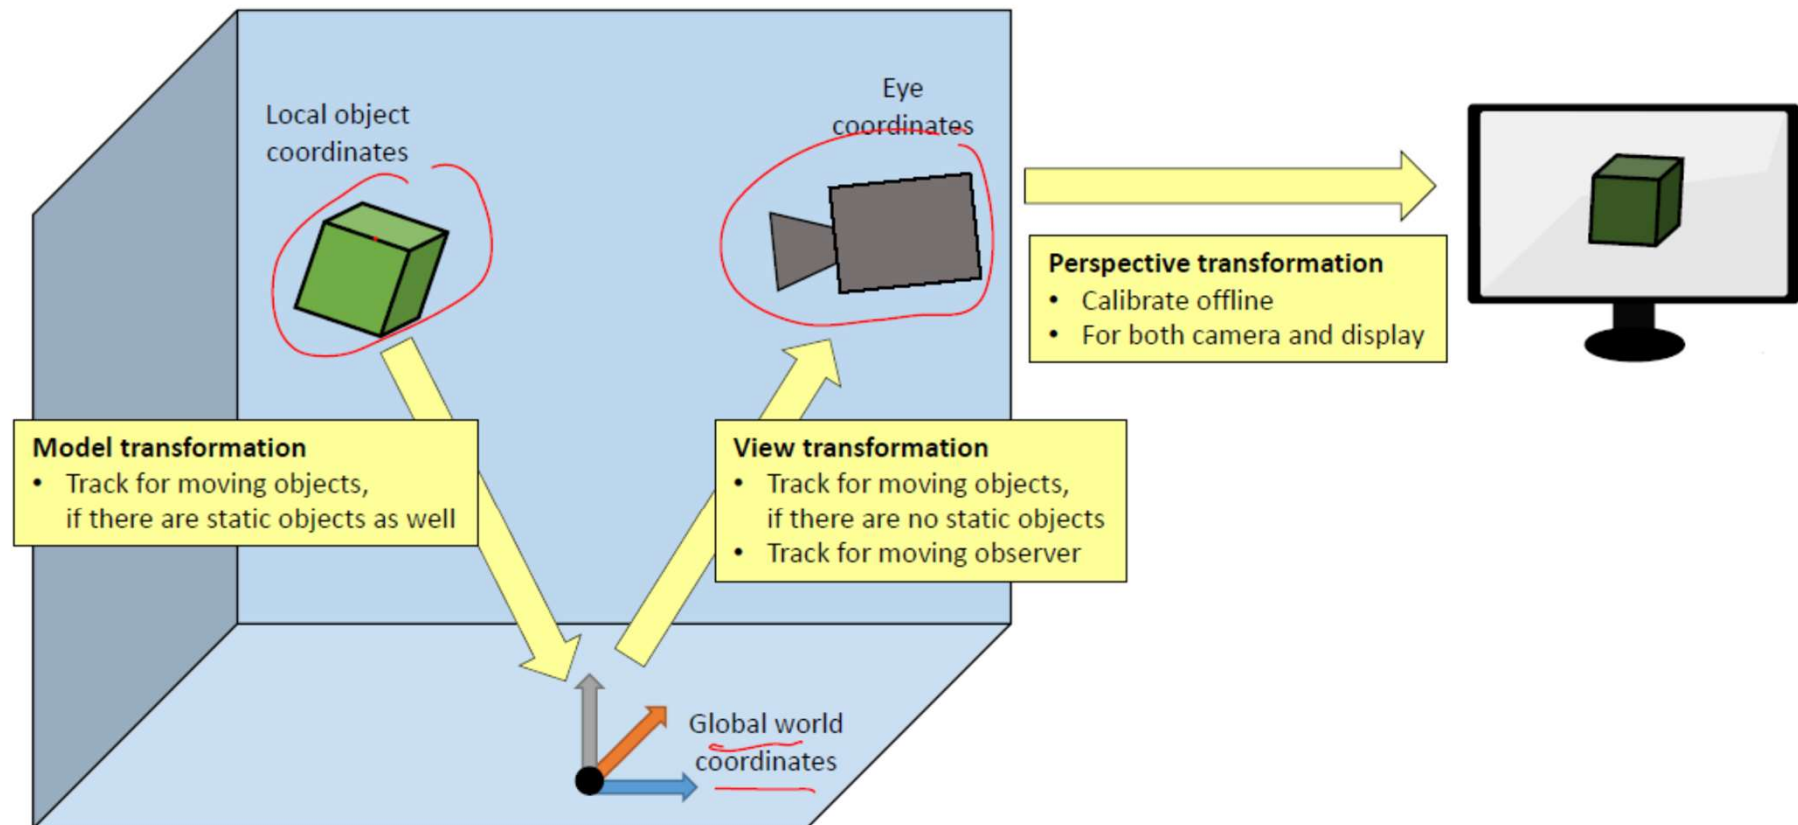 Local object
coordinates
Eye
coordinates
Perspective transformation
• Calibrate offline
• For both camera and display
Model transformation
• Track for moving objects,
if there are static objects as well
View transformation
• Track for moving objects,
if there are no static objects
• Track for moving observer
Global world
coordinates